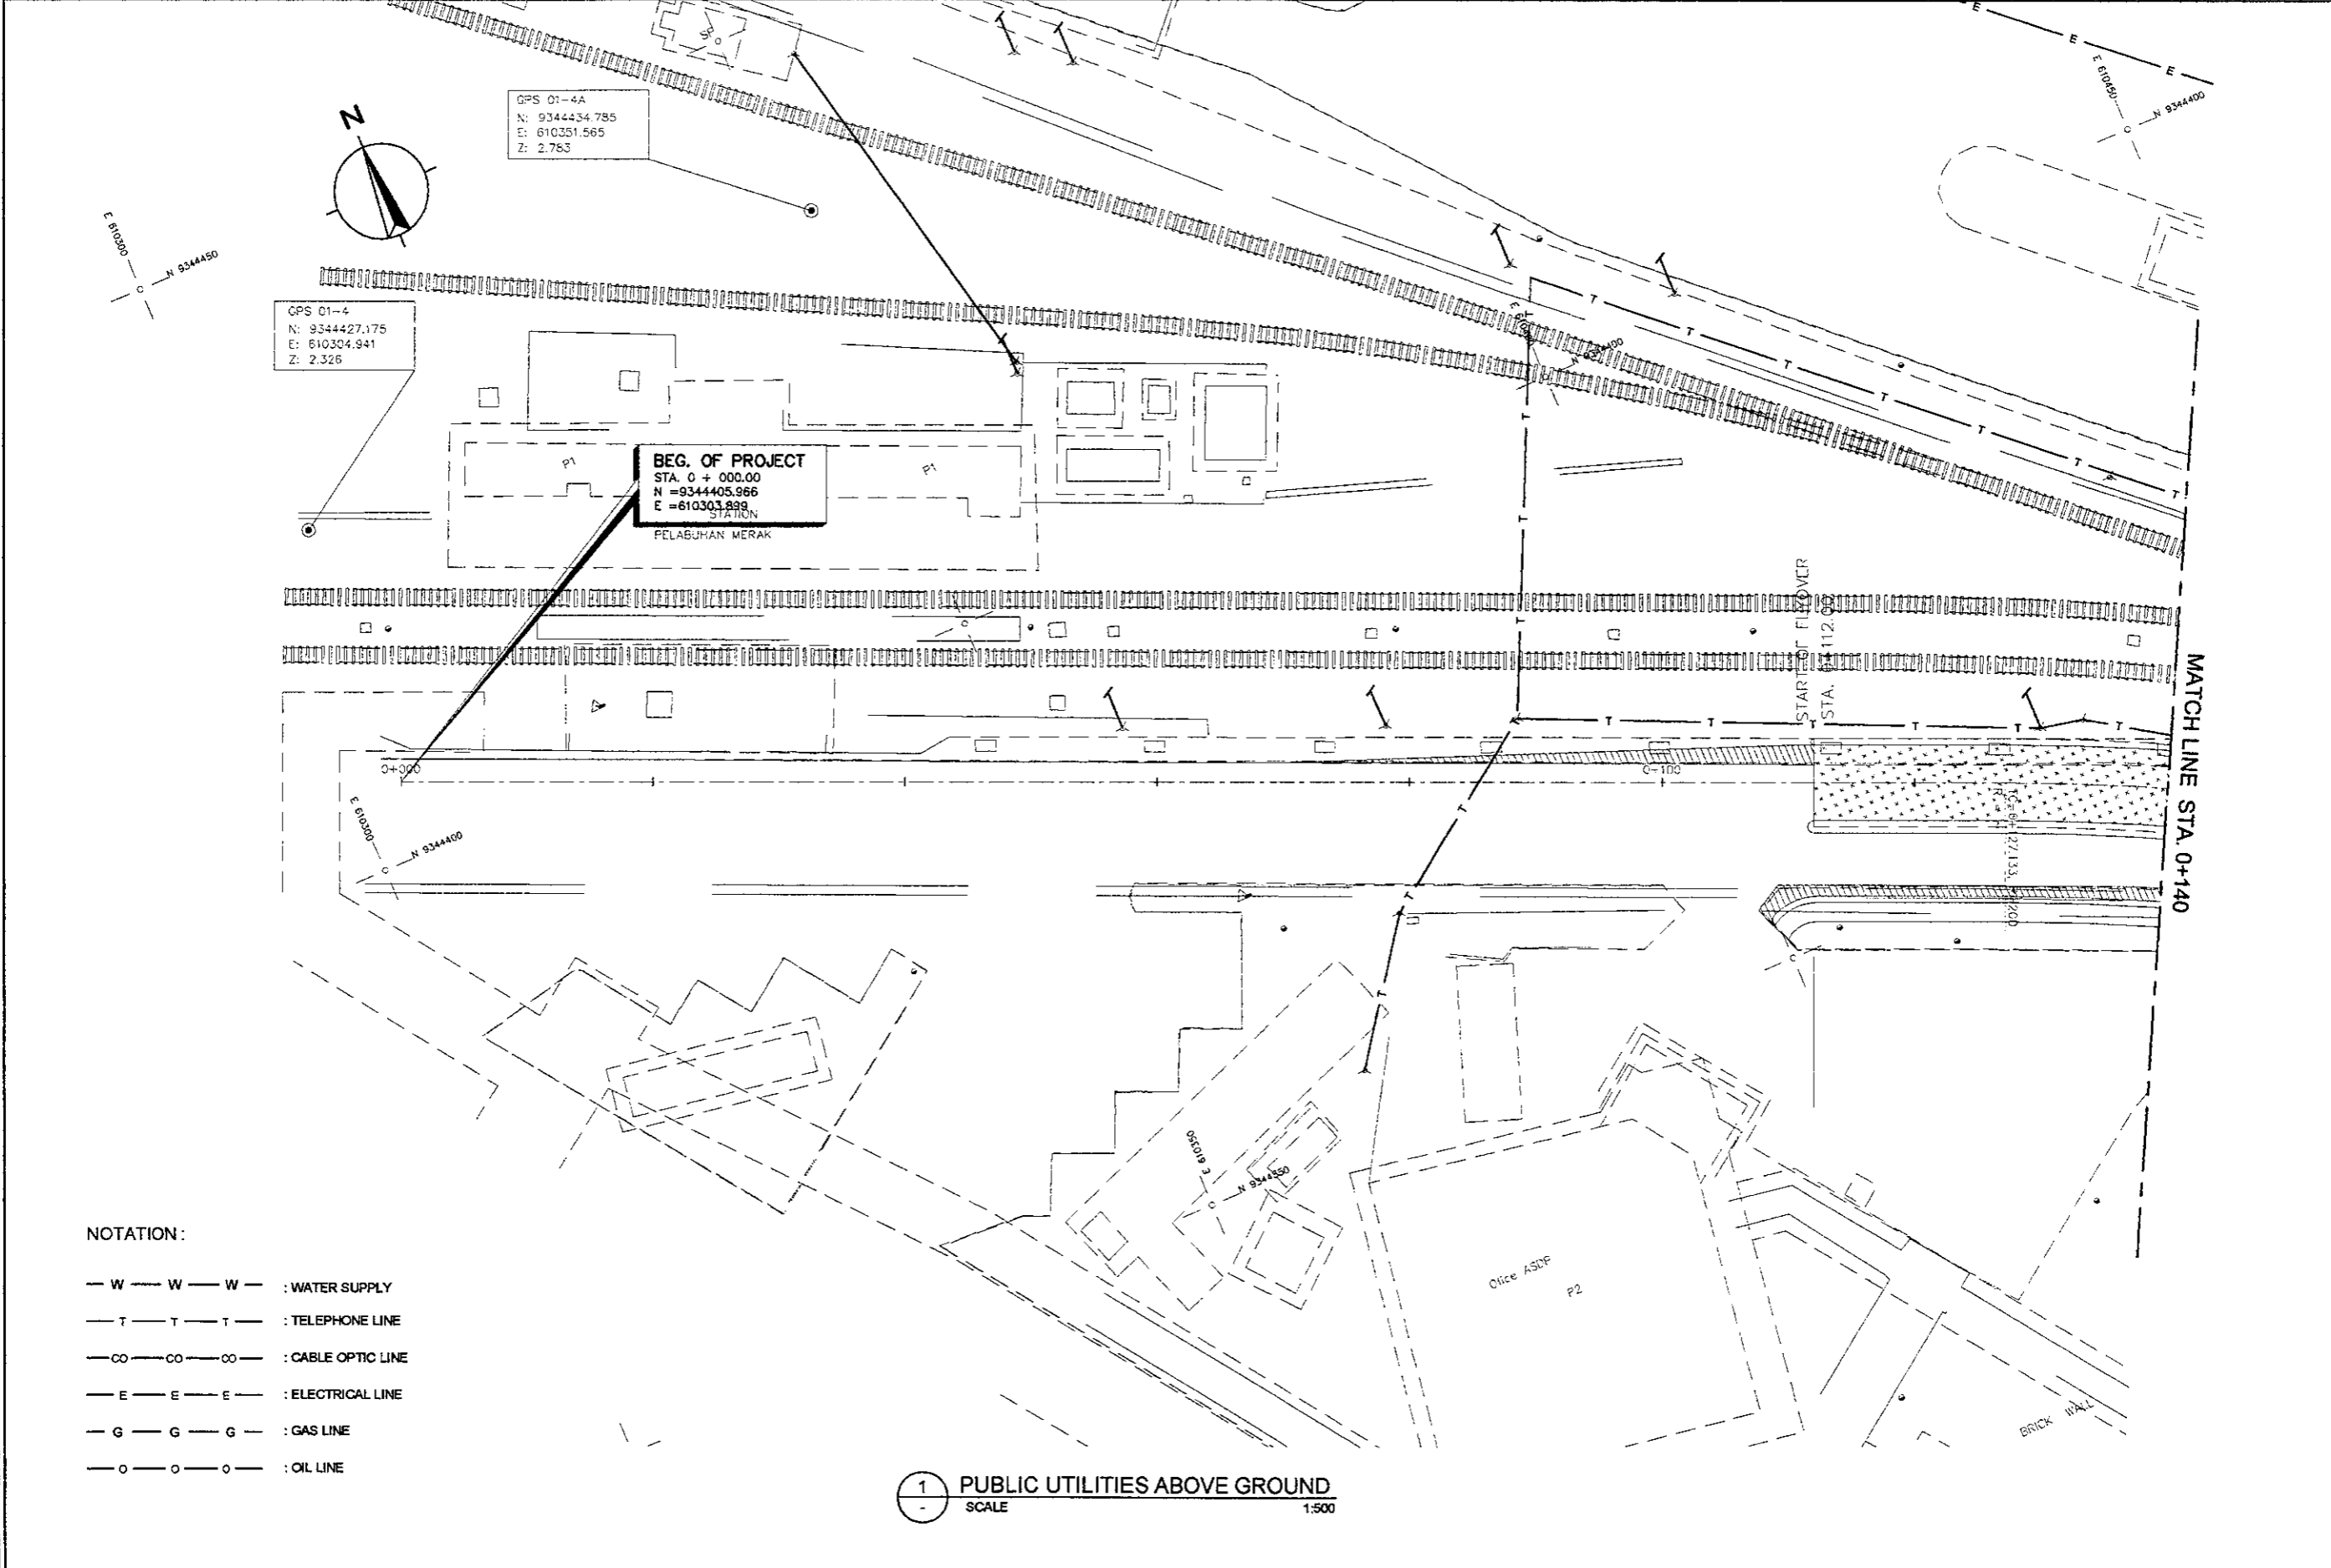 E
E
E
E 610450
N 9344400
SP
GPS 01-4A
N: 9344434.785
E: 610351.565
Z: 2.783
N
E 610300
N 9344450
GPS 01-4
N: 9344427.175
E: 610304.941
Z: 2.326
N 9344400
T
T
T
T
T
T
T
T
T
T
P1
P1
BEG. OF PROJECT
STA. 0 + 000.00
N =9344405.966
E =610303.899
STATION
PELABUHAN MERAK
START OF FLYOVER
STA. 0+112.00
MATCH LINE STA. 0+140
T
T
T
T
T
T
0+000
0+100
E 610300
N 9344400
T
T
T
E 610350
N 9344350
Ofice ASDP
P2
BRICK WALL
NOTATION :
W W W : WATER SUPPLY
T T T : TELEPHONE LINE
CO CO CO : CABLE OPTIC LINE
E E E : ELECTRICAL LINE
G G G : GAS LINE
O O O : OIL LINE
1
-
PUBLIC UTILITIES ABOVE GROUND
SCALE 1:500